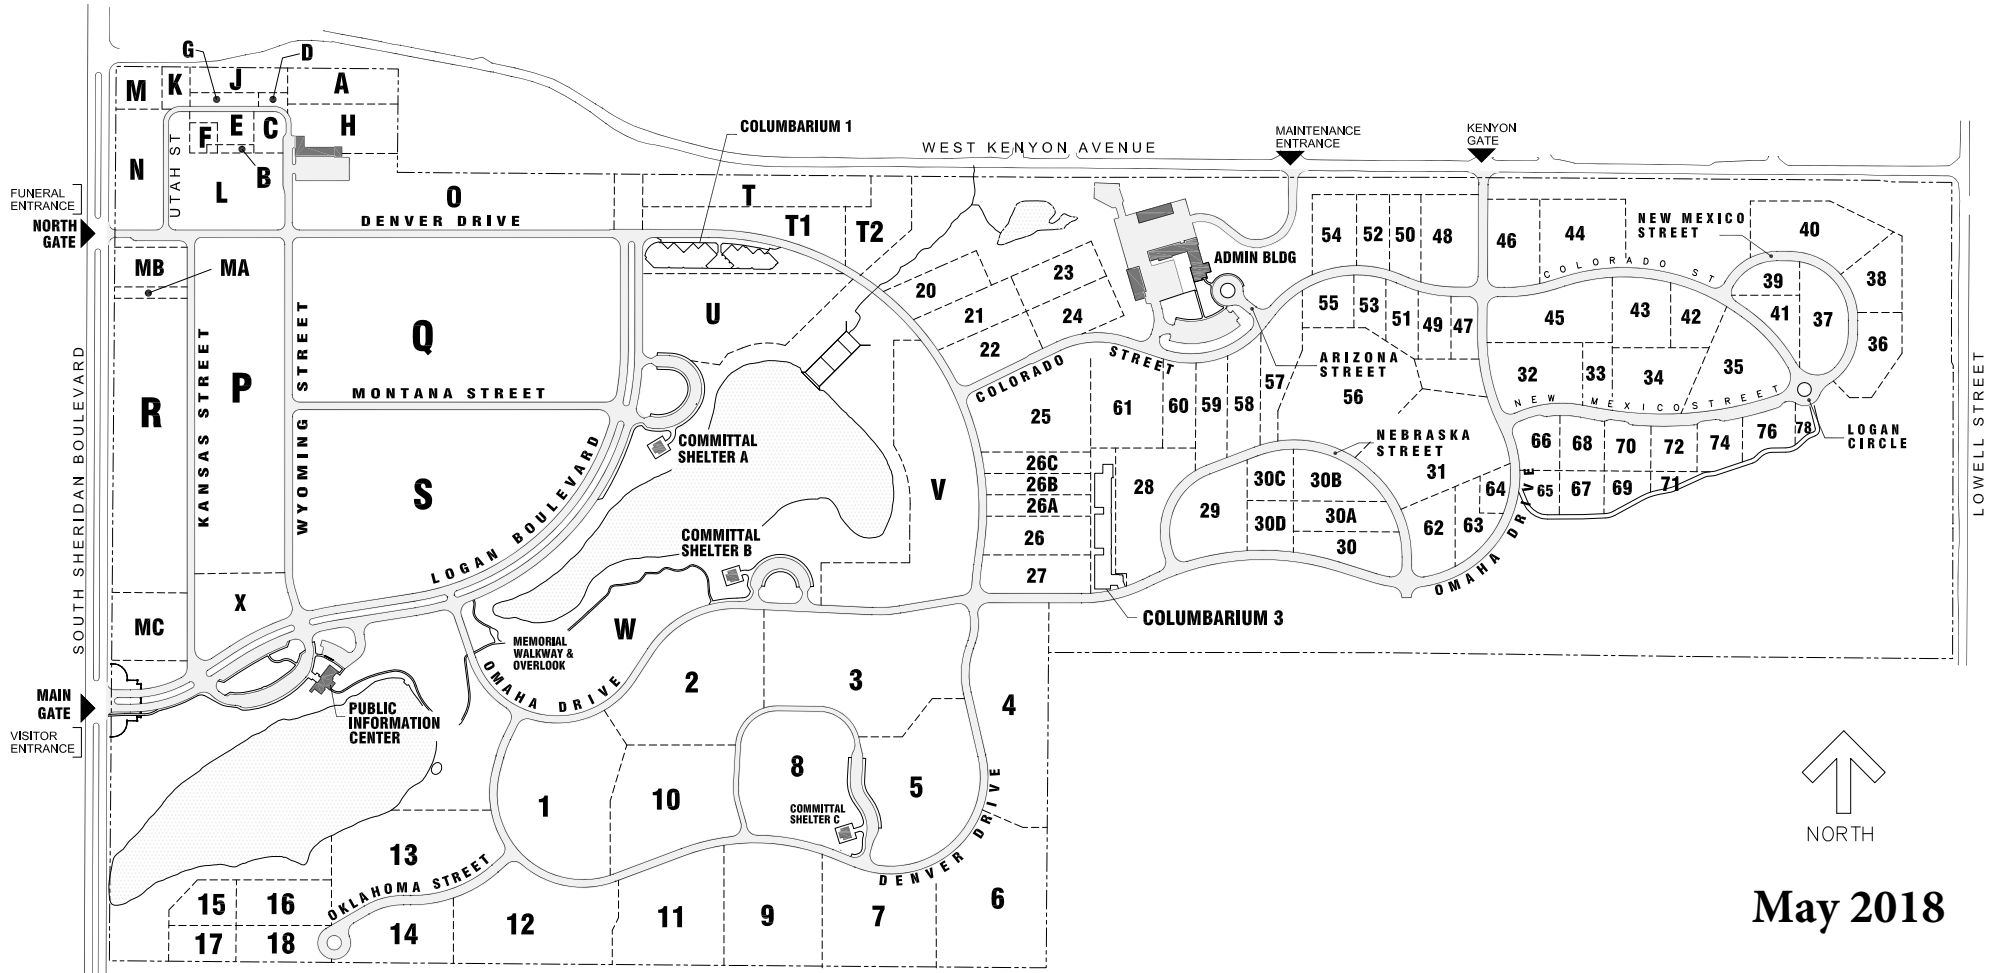 G
D
M
K
J
A
E
C
H
F
B
N
L
UTAH ST
COLUMBARIUM 1
WEST KENYON AVENUE
MAINTENANCE
ENTRANCE
KENYON
GATE
FUNERAL
ENTRANCE
NORTH
GATE
O
DENVER DRIVE
T
T1
T2
MB
MA
SOUTH SHERIDAN BOULEVARD
R
KANSAS STREET
P
WYOMING STREET
Q
MONTANA STREET
U
S
LOGAN BOULEVARD
COMMITTAL
SHELTER A
COMMITTAL
SHELTER B
V
MC
X
MAIN
GATE
VISITOR
ENTRANCE
PUBLIC
INFORMATION
CENTER
MEMORIAL
WALKWAY &
OVERLOOK
W
OMAHA DRIVE
20
21
22
23
24
ADMIN BLDG
COLORADO STREET
ARIZONA
STREET
54
52
50
48
46
44
NEW MEXICO
STREET
40
COLORADO ST
39
38
55
53
51
49
47
45
43
42
41
37
36
32
33
34
35
NEW MEXICO STREET
LOGAN
CIRCLE
LOWELL STREET
25
61
60
59
58
57
56
NEBRASKA
STREET
31
66
68
70
72
74
76
78
65
67
69
71
64
63
62
OMAHA DRIVE
26C
26B
26A
26
27
28
29
30C
30B
30D
30A
30
COLUMBARIUM 3
2
3
4
1
10
8
5
COMMITTAL
SHELTER C
DENVER DRIVE
13
OKLAHOMA STREET
15
16
17
18
14
12
11
9
7
6
NORTH
May 2018